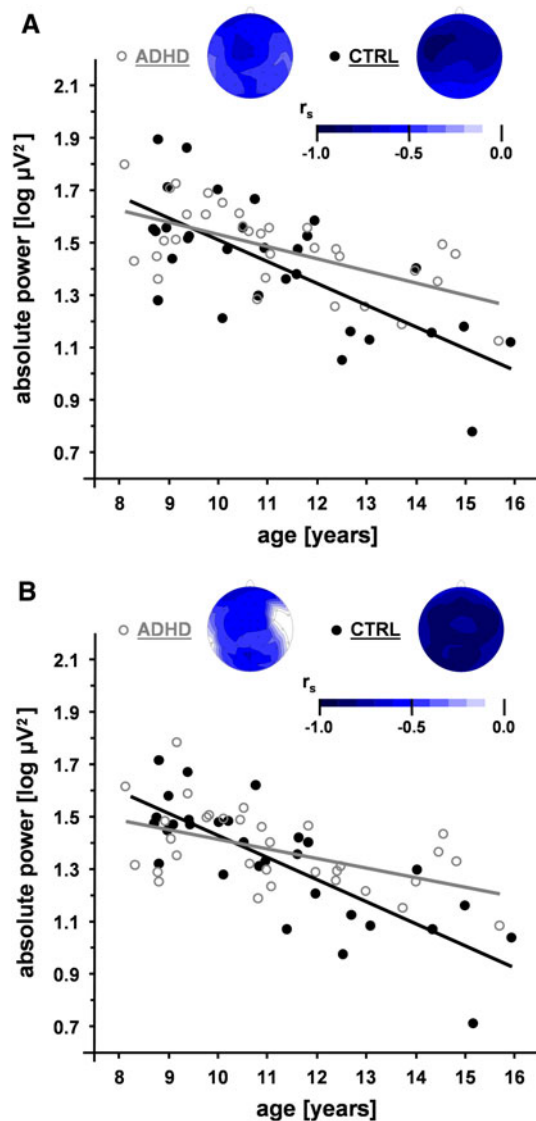 A
ADHD
CTRL
r_s
-1.0 -0.5 0.0
absolute power [log μV²]
2.1
1.9
1.7
1.5
1.3
1.1
0.9
0.7
8 9 10 11 12 13 14 15 16
age [years]
B
ADHD
CTRL
r_s
-1.0 -0.5 0.0
absolute power [log μV²]
2.1
1.9
1.7
1.5
1.3
1.1
0.9
0.7
8 9 10 11 12 13 14 15 16
age [years]